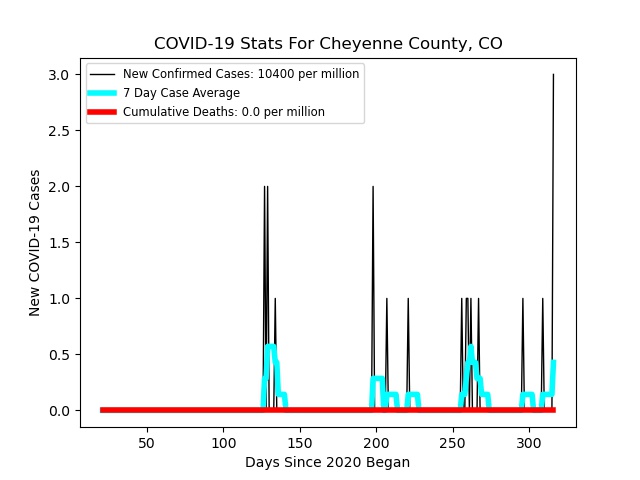 COVID-19 Stats For Cheyenne County, CO
New Confirmed Cases: 10400 per million
7 Day Case Average
Cumulative Deaths: 0.0 per million
New COVID-19 Cases
3.0
2.5
2.0
1.5
1.0
0.5
0.0
50 100 150 200 250 300
Days Since 2020 Began